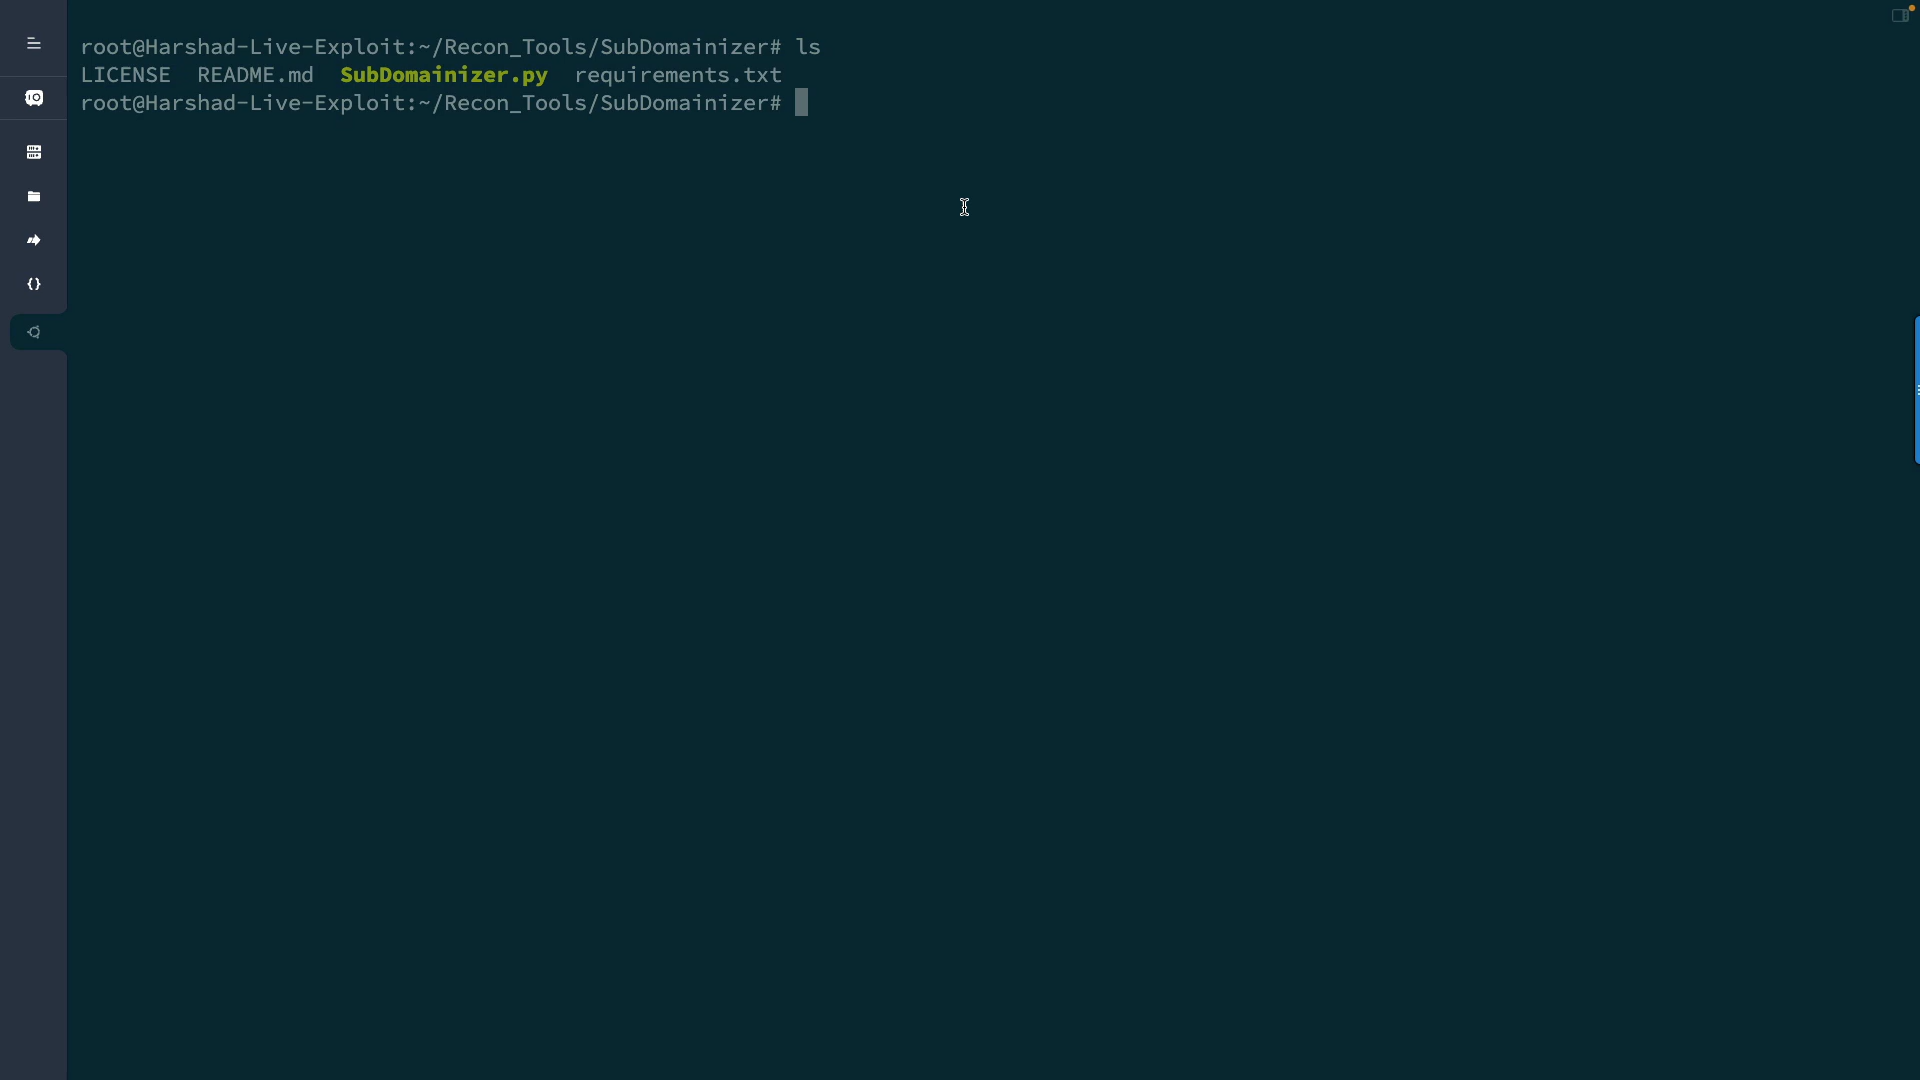 root@Harshad-Live-Exploit:~/Recon_Tools/SubDomainizer# ls
LICENSE  README.md  SubDomainizer.py  requirements.txt
root@Harshad-Live-Exploit:~/Recon_Tools/SubDomainizer#